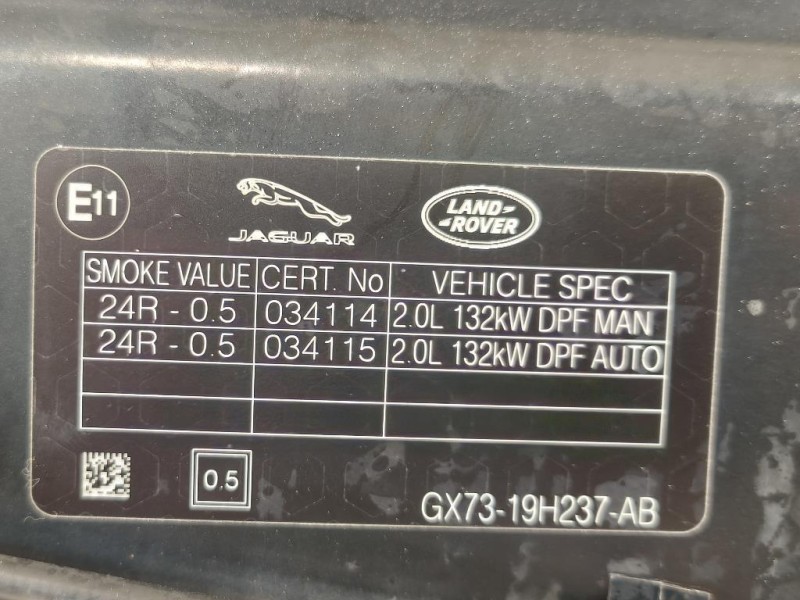 E11
JAGUAR
LAND-
-ROVER
SMOKE VALUE CERT. No VEHICLE SPEC
24R - 0.5 034114 2.0L 132kW DPF MAN
24R - 0.5 034115 2.0L 132kW DPF AUTO
0.5
GX73-19H237-AB